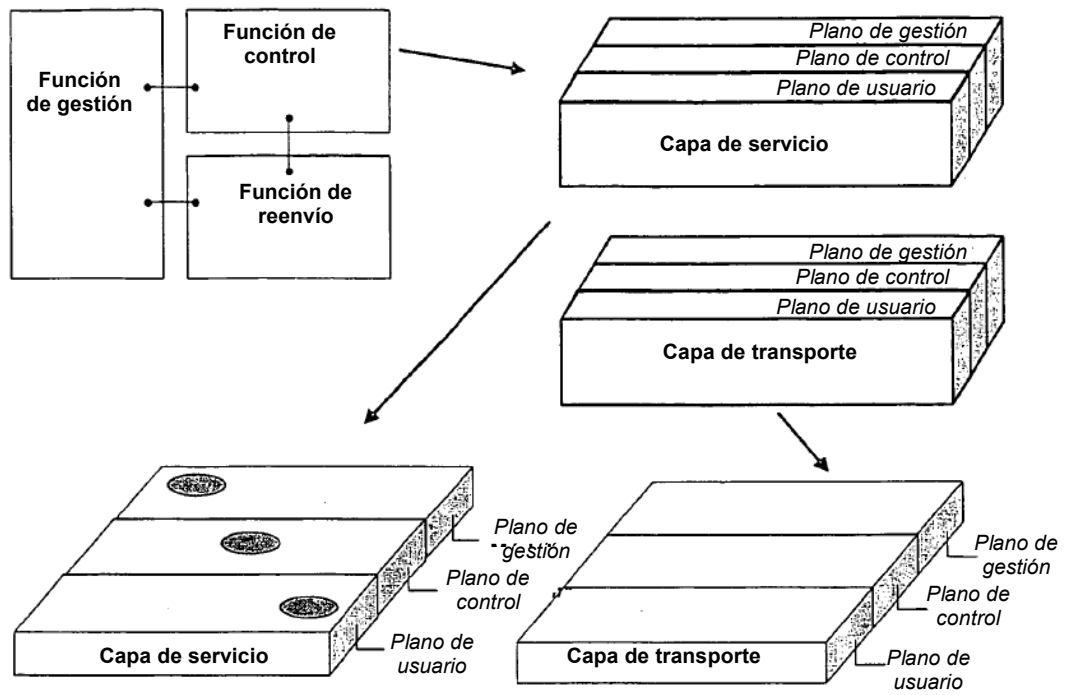 Función
de gestión
Función de
control
Función de
reenvío
Plano de gestión
Plano de control
Plano de usuario
Capa de servicio
Plano de gestión
Plano de control
Plano de usuario
Capa de transporte
Plano de
gestión
Plano de
control
Plano de
usuario
Capa de servicio
Plano de
gestión
Plano de
control
Plano de
usuario
Capa de transporte